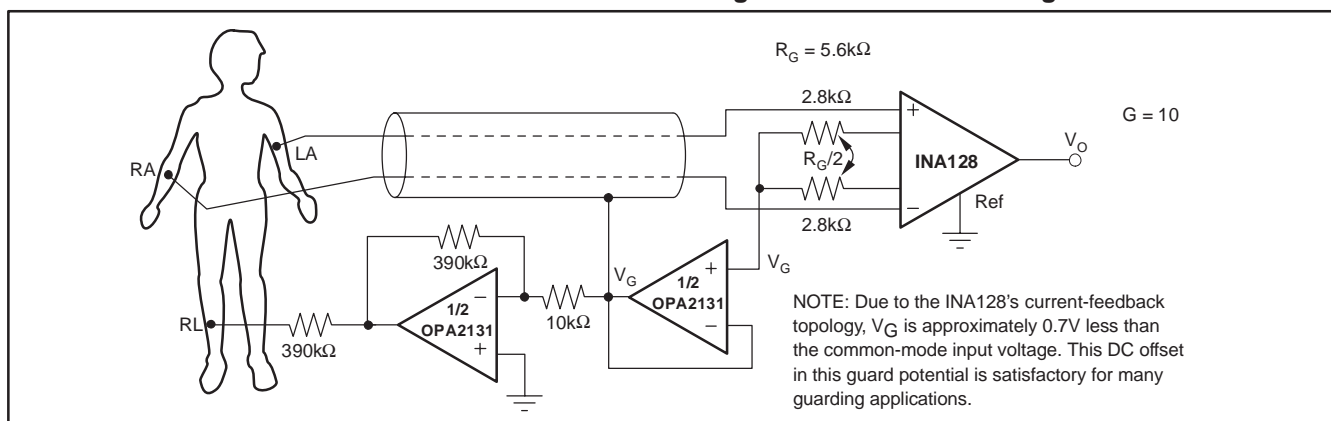 R_G = 5.6kΩ
2.8kΩ
G = 10
+
V_O
LA
R_G/2
INA128
RA
Ref
−
2.8kΩ
390kΩ
V_G
+
V_G
1/2
OPA2131
−
10kΩ
−
1/2
OPA2131
+
RL
390kΩ
NOTE: Due to the INA128's current-feedback
topology, V_G is approximately 0.7V less than
the common-mode input voltage. This DC offset
in this guard potential is satisfactory for many
guarding applications.